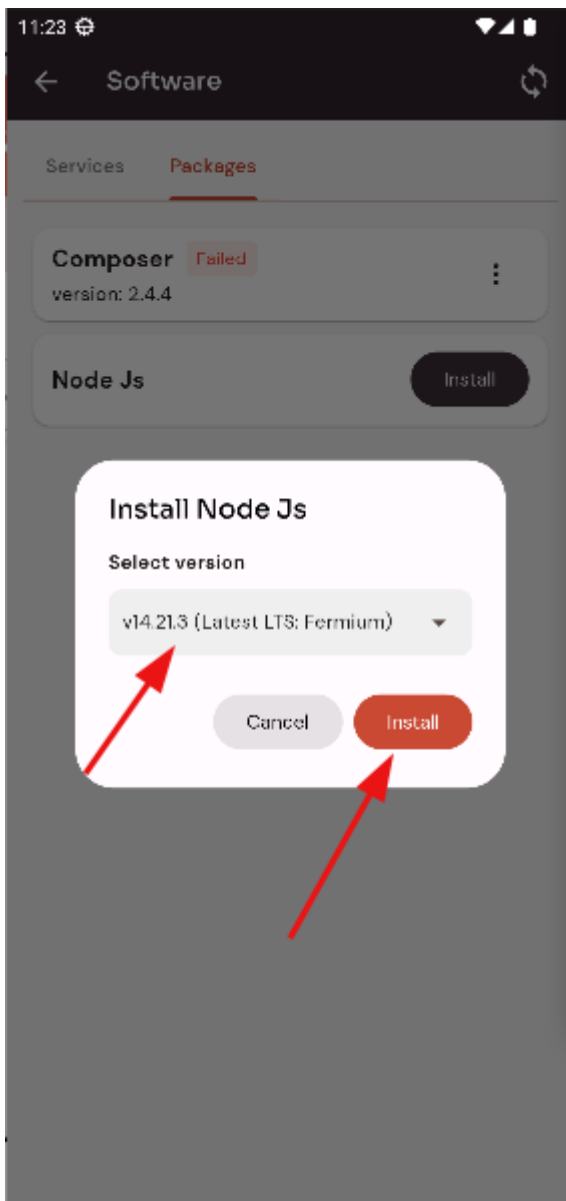 11:23
Software
Services Packages
Composer Failed
version: 2.4.4
Node Js Install
Install Node Js
Select version
v14.21.3 (Latest LTS: Fermium)
Cancel Install